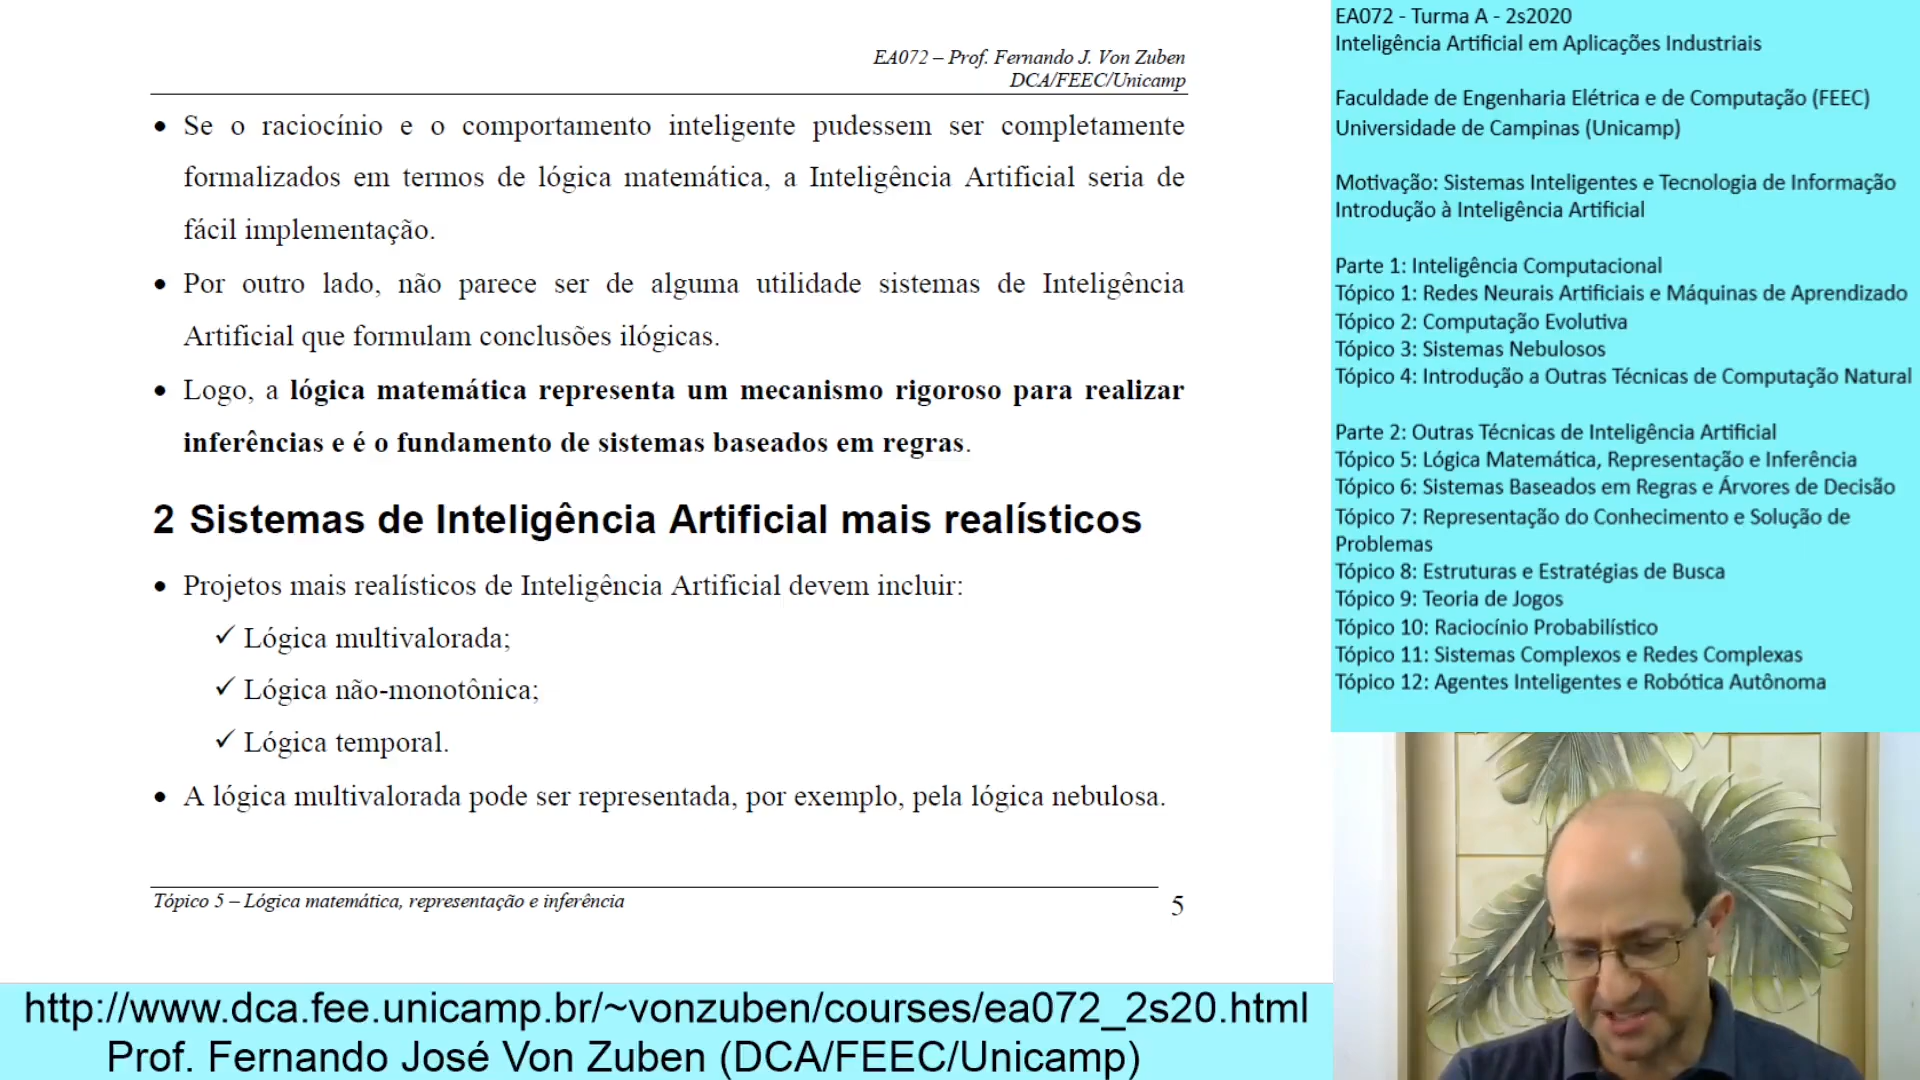 EA072 – Prof. Fernando J. Von Zuben
DCA/FEEC/Unicamp
• Se o raciocínio e o comportamento inteligente pudessem ser completamente
formalizados em termos de lógica matemática, a Inteligência Artificial seria de
fácil implementação.
• Por outro lado, não parece ser de alguma utilidade sistemas de Inteligência
Artificial que formulam conclusões ilógicas.
• Logo, a lógica matemática representa um mecanismo rigoroso para realizar
inferências e é o fundamento de sistemas baseados em regras.
2 Sistemas de Inteligência Artificial mais realísticos
• Projetos mais realísticos de Inteligência Artificial devem incluir:
✓ Lógica multivalorada;
✓ Lógica não-monotônica;
✓ Lógica temporal.
• A lógica multivalorada pode ser representada, por exemplo, pela lógica nebulosa.
Tópico 5 – Lógica matemática, representação e inferência
5
http://www.dca.fee.unicamp.br/~vonzuben/courses/ea072_2s20.html
Prof. Fernando José Von Zuben (DCA/FEEC/Unicamp)
EA072 - Turma A - 2s2020
Inteligência Artificial em Aplicações Industriais
Faculdade de Engenharia Elétrica e de Computação (FEEC)
Universidade de Campinas (Unicamp)
Motivação: Sistemas Inteligentes e Tecnologia de Informação
Introdução à Inteligência Artificial
Parte 1: Inteligência Computacional
Tópico 1: Redes Neurais Artificiais e Máquinas de Aprendizado
Tópico 2: Computação Evolutiva
Tópico 3: Sistemas Nebulosos
Tópico 4: Introdução a Outras Técnicas de Computação Natural
Parte 2: Outras Técnicas de Inteligência Artificial
Tópico 5: Lógica Matemática, Representação e Inferência
Tópico 6: Sistemas Baseados em Regras e Árvores de Decisão
Tópico 7: Representação do Conhecimento e Solução de
Problemas
Tópico 8: Estruturas e Estratégias de Busca
Tópico 9: Teoria de Jogos
Tópico 10: Raciocínio Probabilístico
Tópico 11: Sistemas Complexos e Redes Complexas
Tópico 12: Agentes Inteligentes e Robótica Autônoma